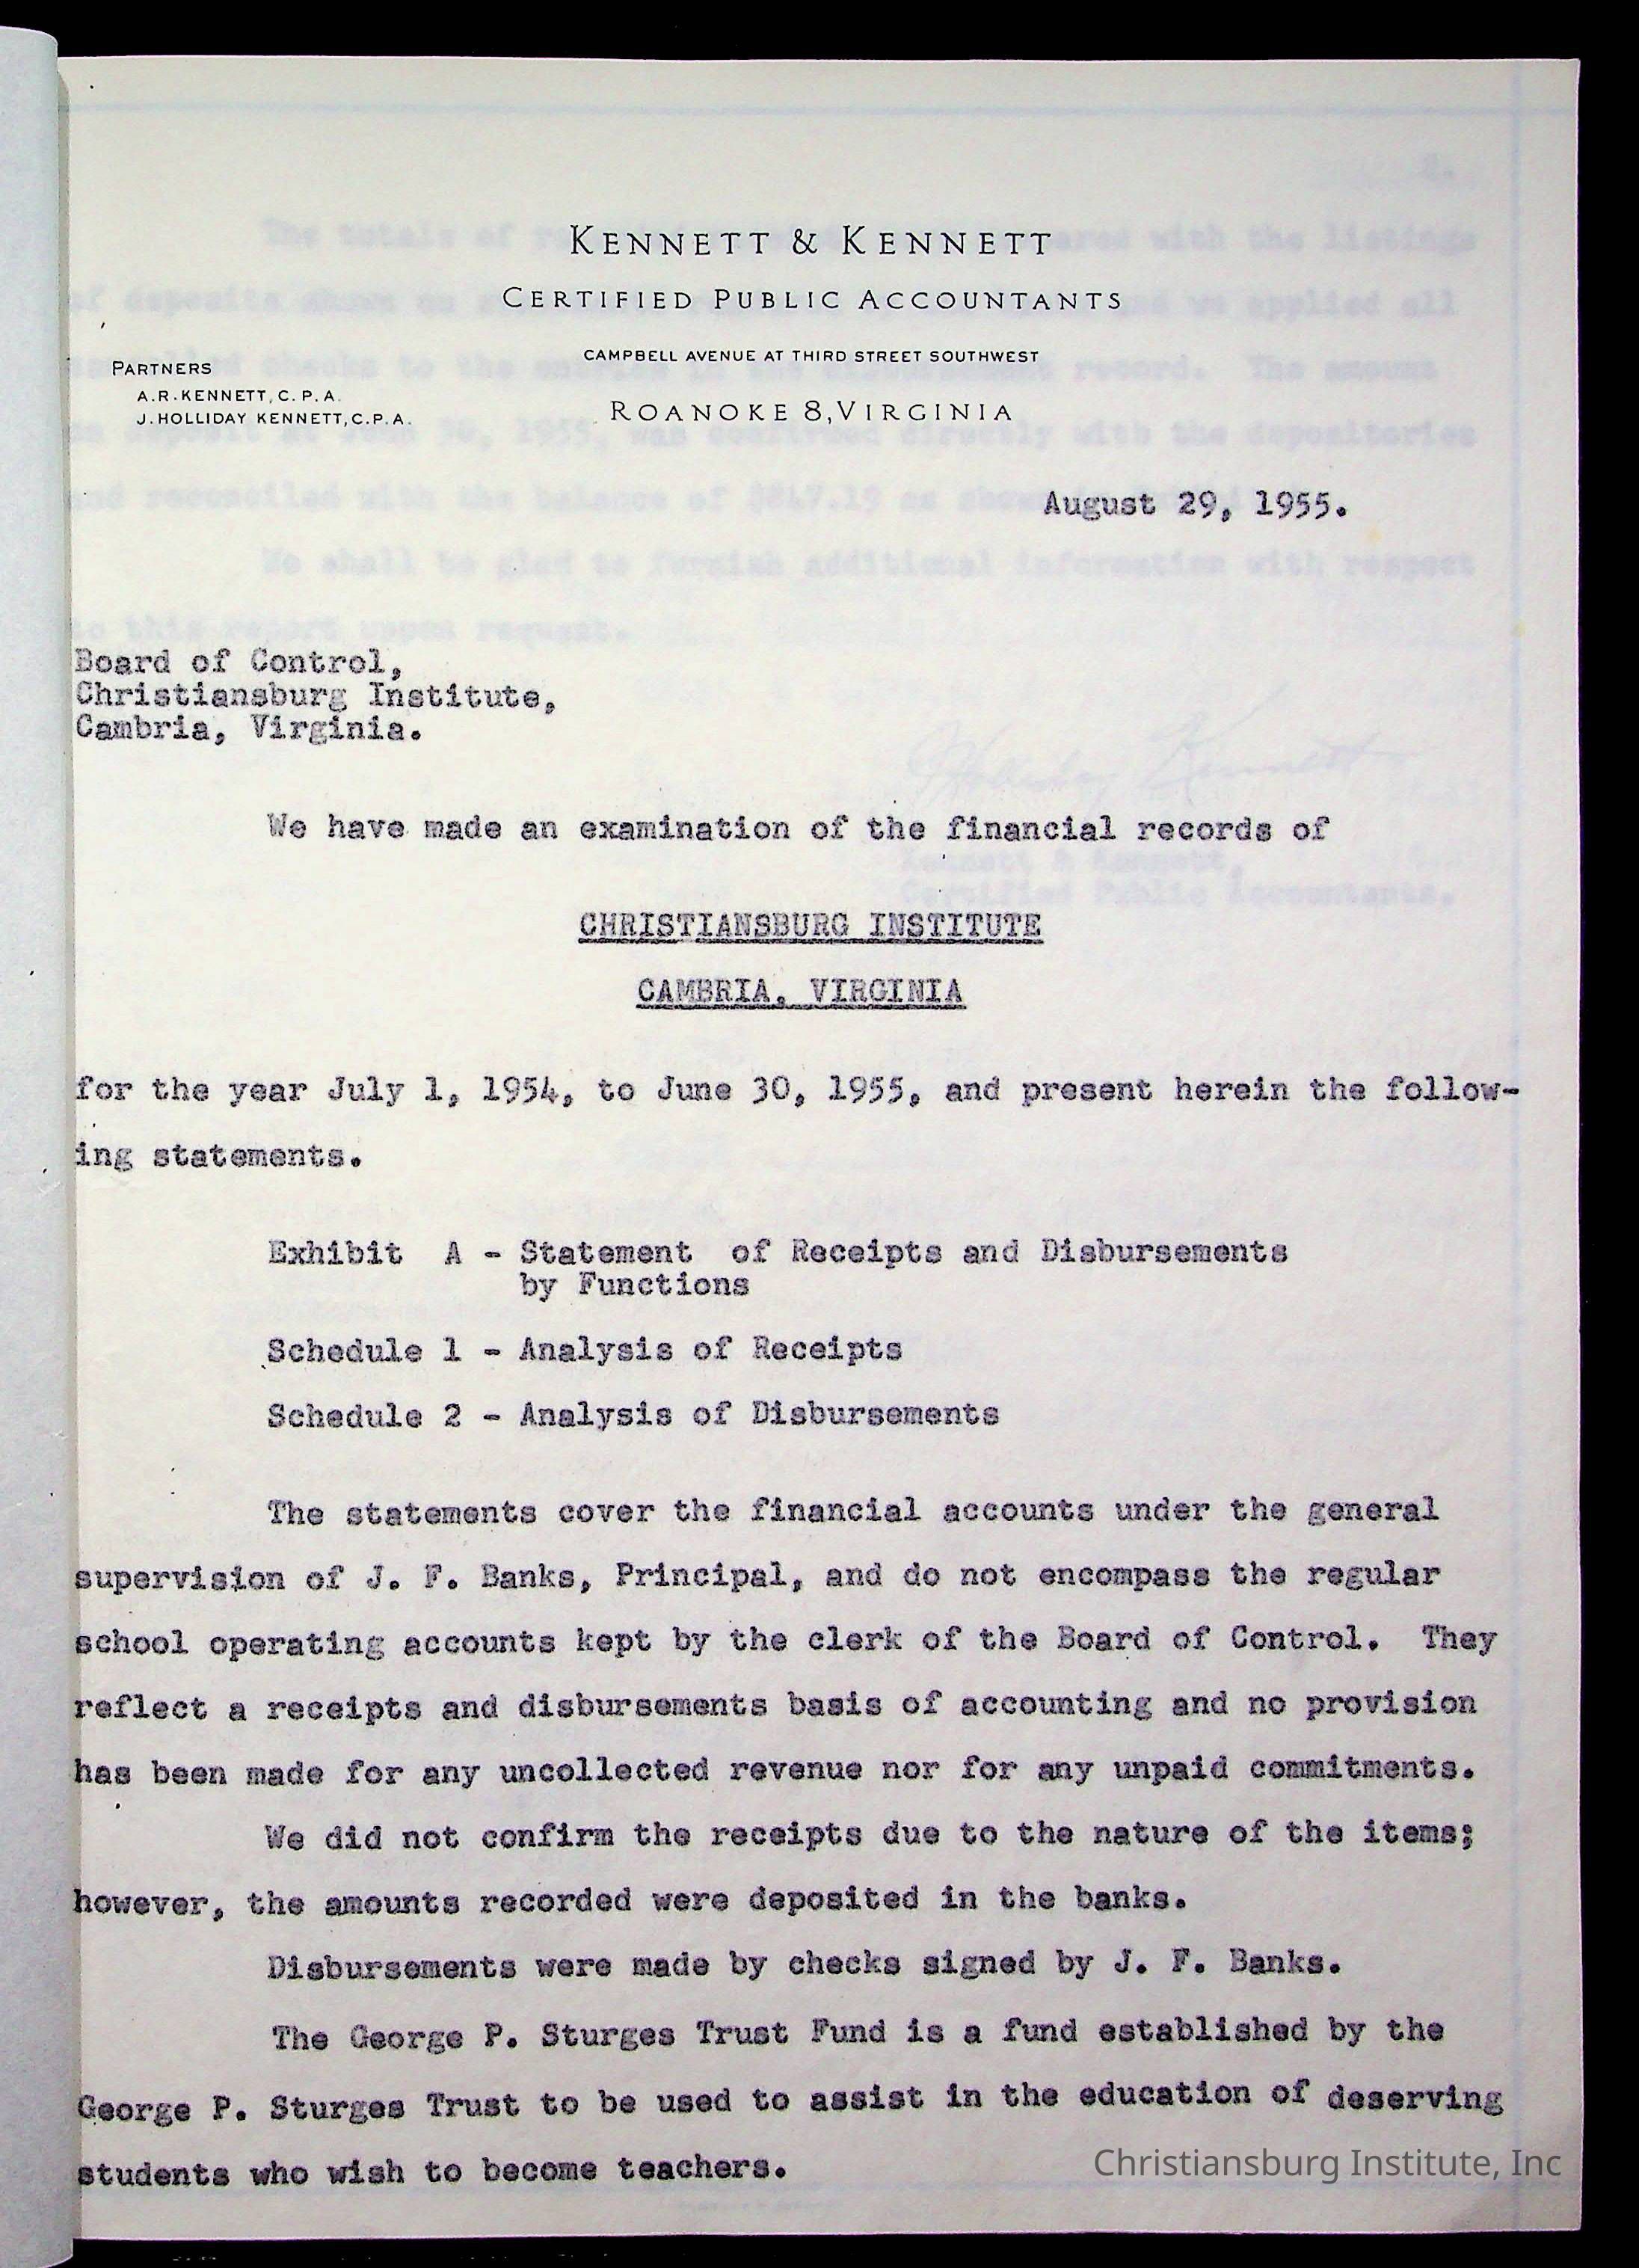 KENNETT & KENNETT
CERTIFIED PUBLIC ACCOUNTANTS
CAMPBELL AVENUE AT THIRD STREET SOUTHWEST
ROANOKE 8, VIRGINIA
PARTNERS
A.R. KENNETT, C.P.A.
J. HOLLIDAY KENNETT, C.P.A.
August 29, 1955.
Board of Control,
Christiansburg Institute,
Cambria, Virginia.
We have made an examination of the financial records of
CHRISTIANSBURG INSTITUTE
CAMBRIA, VIRGINIA
for the year July 1, 1954, to June 30, 1955, and present herein the follow-
ing statements.
Exhibit A - Statement of Receipts and Disbursements
by Functions
Schedule 1 - Analysis of Receipts
Schedule 2 - Analysis of Disbursements
The statements cover the financial accounts under the general
supervision of J. F. Banks, Principal, and do not encompass the regular
school operating accounts kept by the clerk of the Board of Control. They
reflect a receipts and disbursements basis of accounting and no provision
has been made for any uncollected revenue nor for any unpaid commitments.
We did not confirm the receipts due to the nature of the items;
however, the amounts recorded were deposited in the banks.
Disbursements were made by checks signed by J. F. Banks.
The George P. Sturges Trust Fund is a fund established by the
George P. Sturges Trust to be used to assist in the education of deserving
students who wish to become teachers.
Christiansburg Institute, Inc